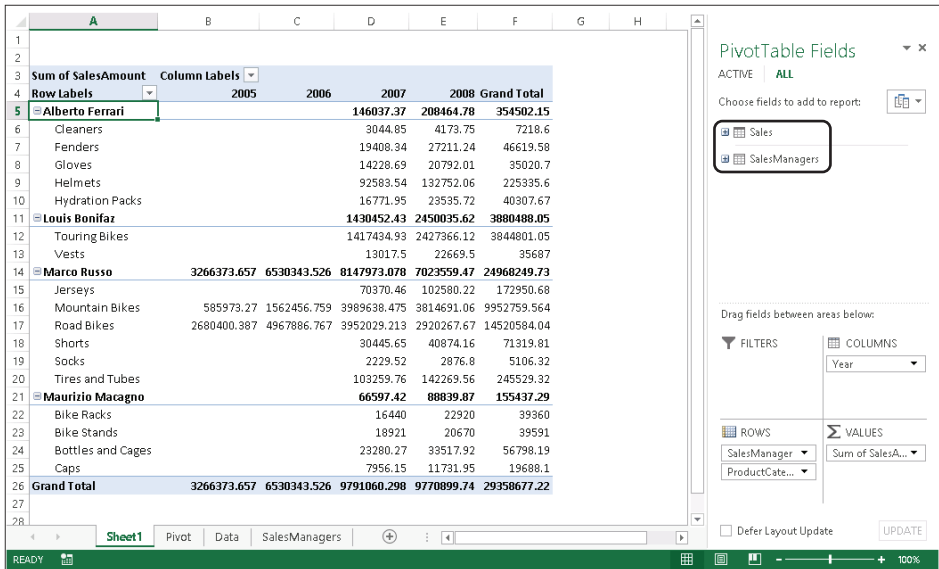 A B C D E F G H
1
2
3 Sum of SalesAmount Column Labels
4 Row Labels 2005 2006 2007 2008 Grand Total
5 Alberto Ferrari 146037.37 208464.78 354502.15
6 Cleaners 3044.85 4173.75 7218.6
7 Fenders 19408.34 27211.24 46619.58
8 Gloves 14228.69 20792.01 35020.7
9 Helmets 92583.54 132752.06 225335.6
10 Hydration Packs 16771.95 23535.72 40307.67
11 Louis Bonifaz 1430452.43 2450035.62 3880488.05
12 Touring Bikes 1417434.93 2427366.12 3844801.05
13 Vests 13017.5 22669.5 35687
14 Marco Russo 3266373.657 6530343.526 8147973.078 7023559.47 24968249.73
15 Jerseys 70370.46 102580.22 172950.68
16 Mountain Bikes 585973.27 1562456.759 3989638.475 3814691.06 9952759.564
17 Road Bikes 2680400.387 4967886.767 3952029.213 2920267.67 14520584.04
18 Shorts 30445.65 40874.16 71319.81
19 Socks 2229.52 2876.8 5106.32
20 Tires and Tubes 103259.76 142269.56 245529.32
21 Maurizio Macagno 66597.42 88839.87 155437.29
22 Bike Racks 16440 22920 39360
23 Bike Stands 18921 20670 39591
24 Bottles and Cages 23280.27 33517.92 56798.19
25 Caps 7956.15 11731.95 19688.1
26 Grand Total 3266373.657 6530343.526 9791060.298 9770899.74 29358677.22
27
28
Sheet1 Pivot Data SalesManagers
READY
100%
PivotTable Fields
ACTIVE ALL
Choose fields to add to report:
Sales
SalesManagers
Drag fields between areas below:
FILTERS
COLUMNS
Year
ROWS
SalesManager
ProductCate...
VALUES
Sum of SalesA...
Defer Layout Update
UPDATE